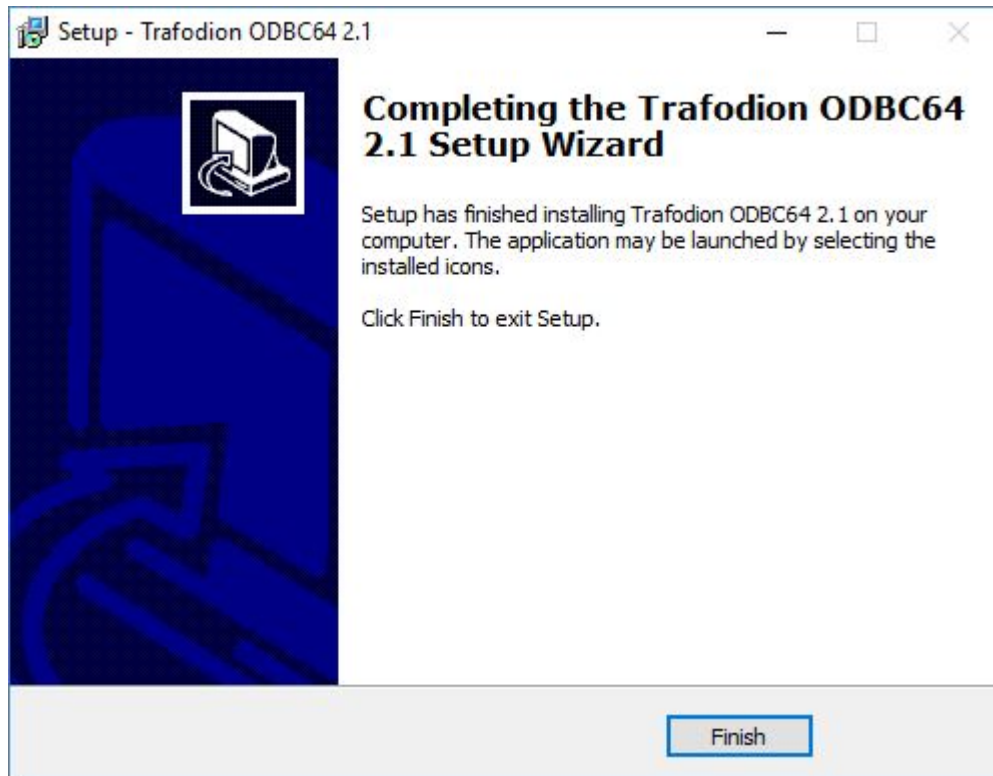 Setup - Trafodion ODBC64 2.1
Completing the Trafodion ODBC64
2.1 Setup Wizard
Setup has finished installing Trafodion ODBC64 2.1 on your
computer. The application may be launched by selecting the
installed icons.
Click Finish to exit Setup.
Finish